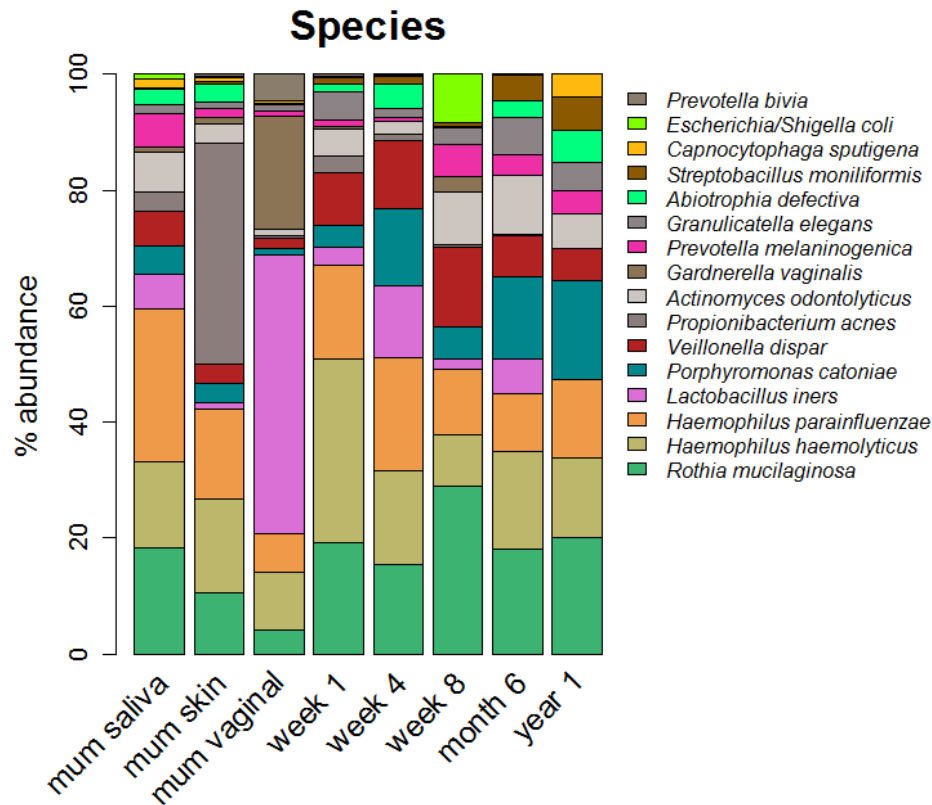 Species
% abundance
100
80
60
40
20
0
mum saliva
mum skin
mum vaginal
week 1
week 4
week 8
month 6
year 1
Prevotella bivia
Escherichia/Shigella coli
Capnocytophaga sputigena
Streptobacillus moniliformis
Abiotrophia defectiva
Granulicatella elegans
Prevotella melaninogenica
Gardnerella vaginalis
Actinomyces odontolyticus
Propionibacterium acnes
Veillonella dispar
Porphyromonas catoniae
Lactobacillus iners
Haemophilus parainfluenzae
Haemophilus haemolyticus
Rothia mucilaginosa